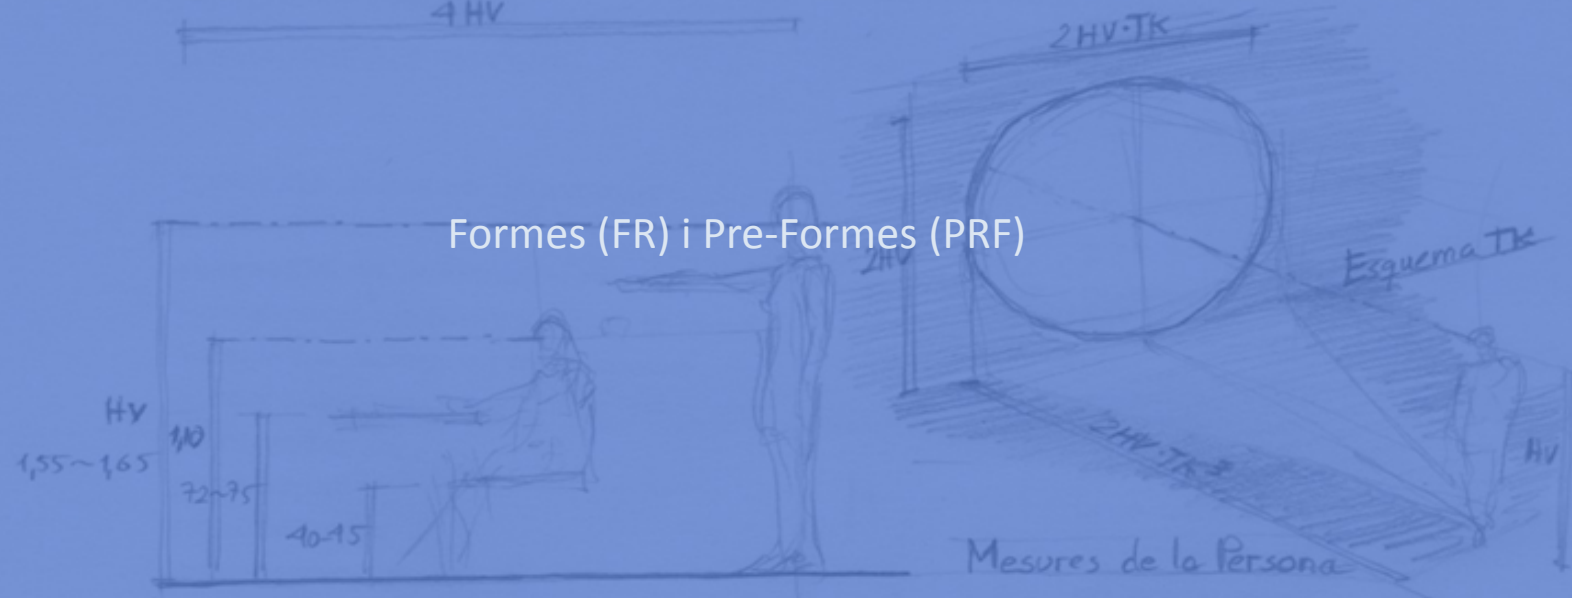 4 HV
2HV·TK
Formes (FR) i Pre-Formes (PRF)
2HV
Esquema TK
HV
1,10
1,55~1,65
72~75
40-45
2HV·TK
HV
Mesures de la Persona